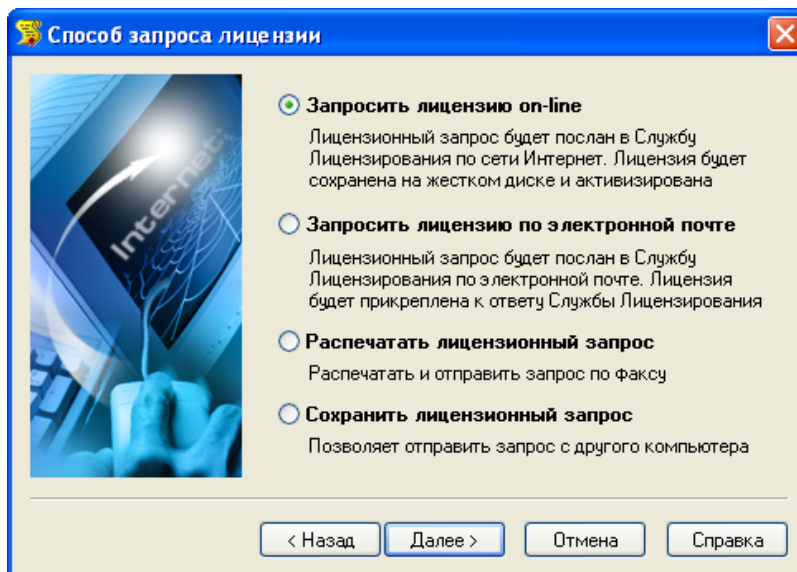 Способ запроса лицензии
Internet:
Запросить лицензию on-line
Лицензионный запрос будет послан в Службу
Лицензирования по сети Интернет. Лицензия будет
сохранена на жестком диске и активизирована
Запросить лицензию по электронной почте
Лицензионный запрос будет послан в Службу
Лицензирования по электронной почте. Лицензия
будет прикреплена к ответу Службы Лицензирования
Распечатать лицензионный запрос
Распечатать и отправить запрос по факсу
Сохранить лицензионный запрос
Позволяет отправить запрос с другого компьютера
< Назад Далее > Отмена Справка